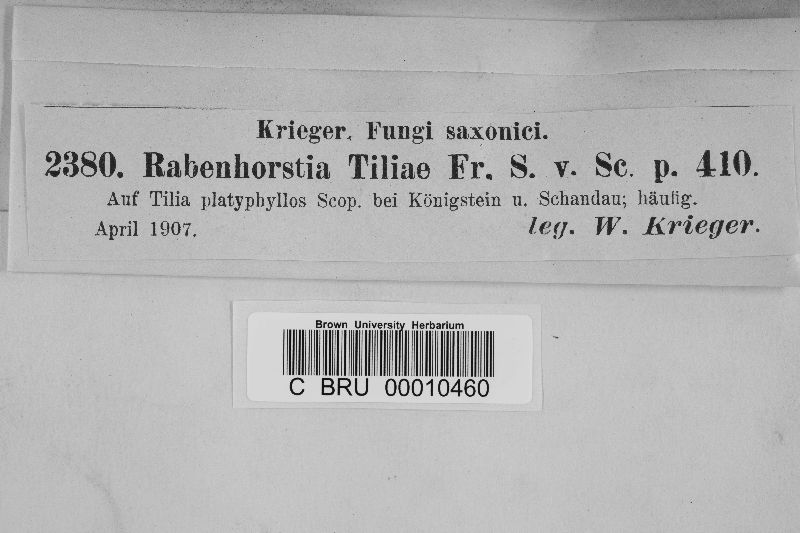 Krieger, Fungi saxonici.
2380. Rabenhorstia Tiliae Fr. S. v. Sc. p. 410.
Auf Tilia platyphyllos Scop. bei Königstein u. Schandau; häufig.
April 1907.
leg. W. Krieger.
Brown University Herbarium
C BRU 00010460